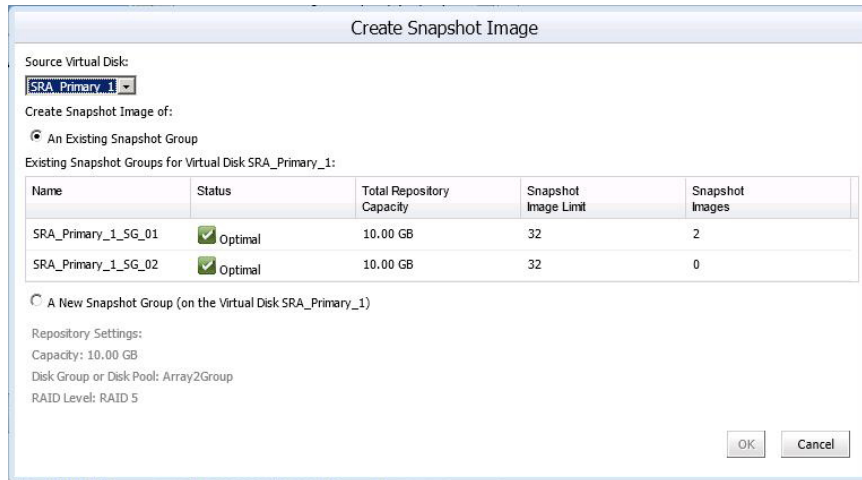 Create Snapshot Image
Source Virtual Disk:
SRA_Primary_1
Create Snapshot Image of:
An Existing Snapshot Group
Existing Snapshot Groups for Virtual Disk SRA_Primary_1:
Name Status Total Repository Capacity Snapshot Image Limit Snapshot Images
SRA_Primary_1_SG_01 Optimal 10.00 GB 32 2
SRA_Primary_1_SG_02 Optimal 10.00 GB 32 0
A New Snapshot Group (on the Virtual Disk SRA_Primary_1)
Repository Settings:
Capacity: 10.00 GB
Disk Group or Disk Pool: Array2Group
RAID Level: RAID 5
OK Cancel